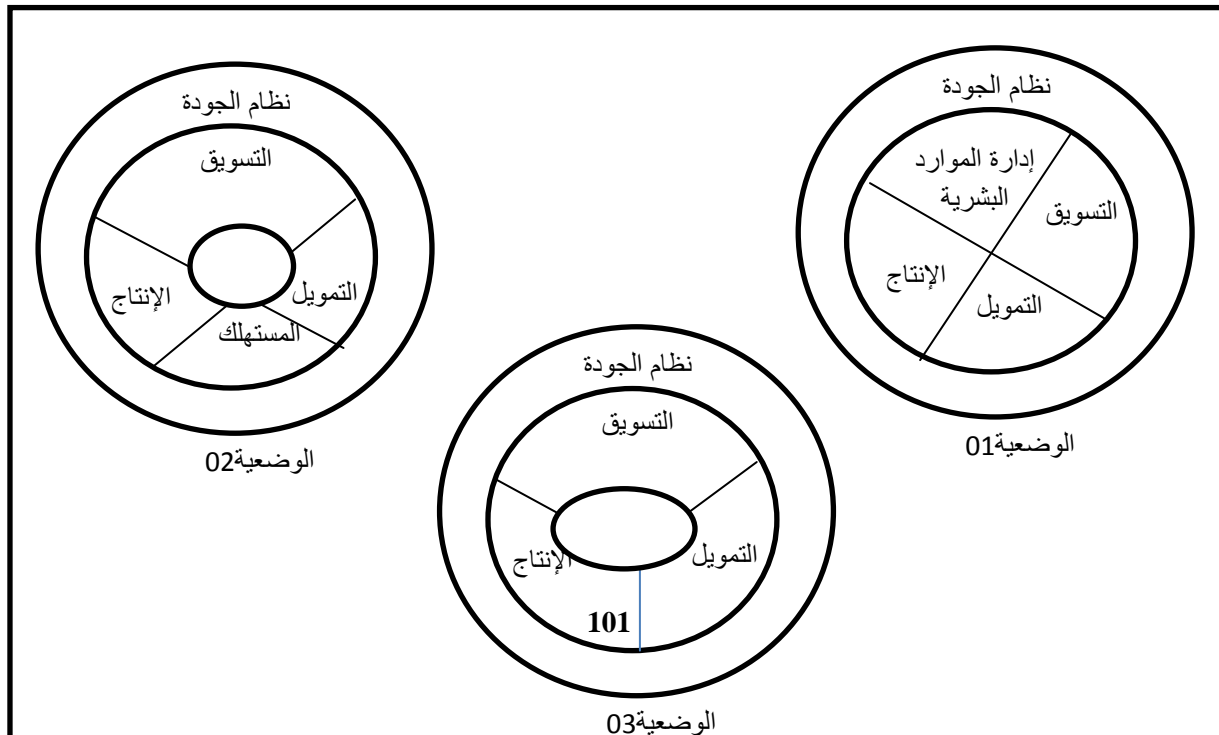 نظام الجودة
إدارة الموارد
البشرية
التسويق
الإنتاج
التمويل
الوضعية01
نظام الجودة
التسويق
الإنتاج
التمويل
المستهلك
الوضعية02
نظام الجودة
التسويق
الإنتاج
التمويل
101
الوضعية03